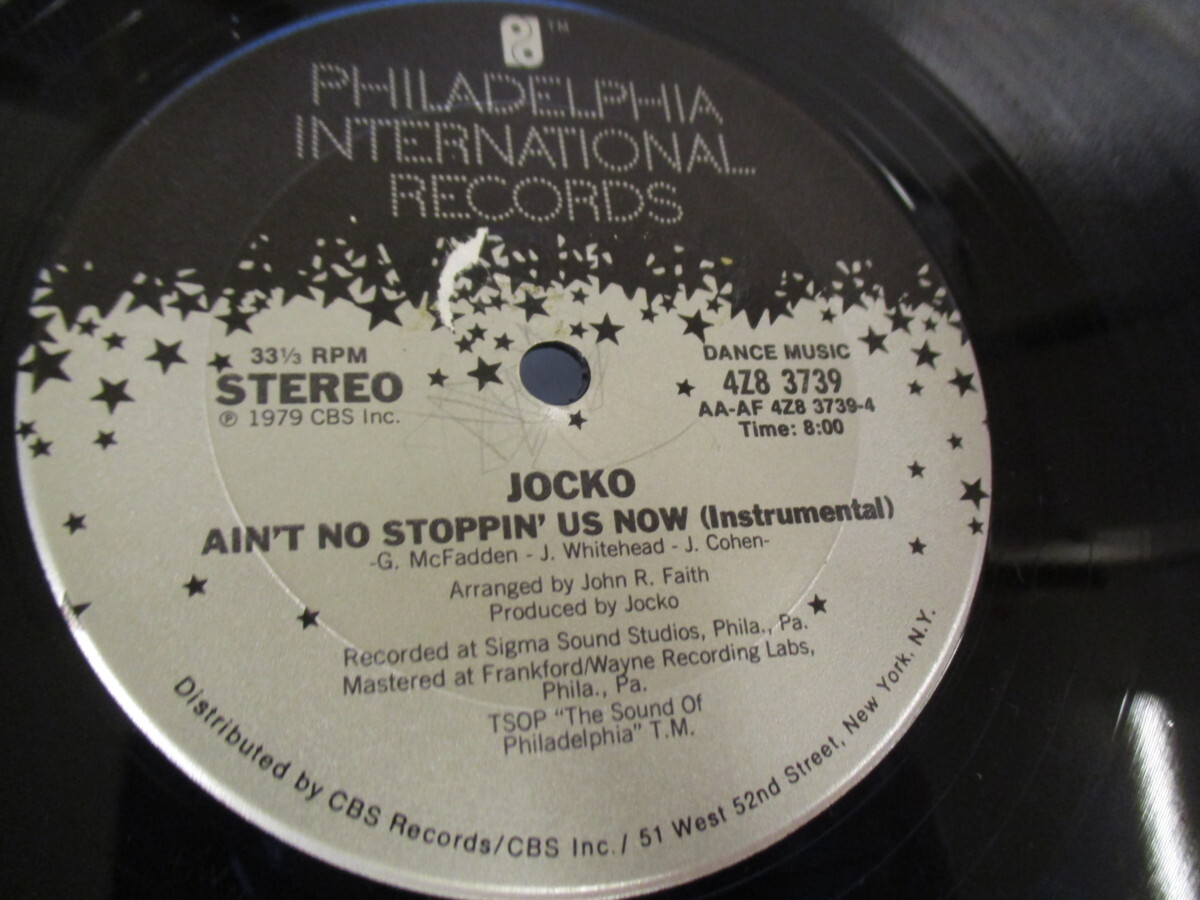 TM
PHILADELPHIA
INTERNATIONAL
RECORDS
33⅓ RPM
STEREO
℗ 1979 CBS Inc.
DANCE MUSIC
4Z8 3739
AA-AF 4Z8 3739-4
Time: 8:00
JOCKO
AIN'T NO STOPPIN' US NOW (Instrumental)
-G. McFadden - J. Whitehead - J. Cohen-
Arranged by John R. Faith
Produced by Jocko
Recorded at Sigma Sound Studios, Phila., Pa.
Mastered at Frankford/Wayne Recording Labs,
Phila., Pa.
TSOP "The Sound Of
Philadelphia" T.M.
Distributed by CBS Records/CBS Inc./ 51 West 52nd Street, New York, N.Y.